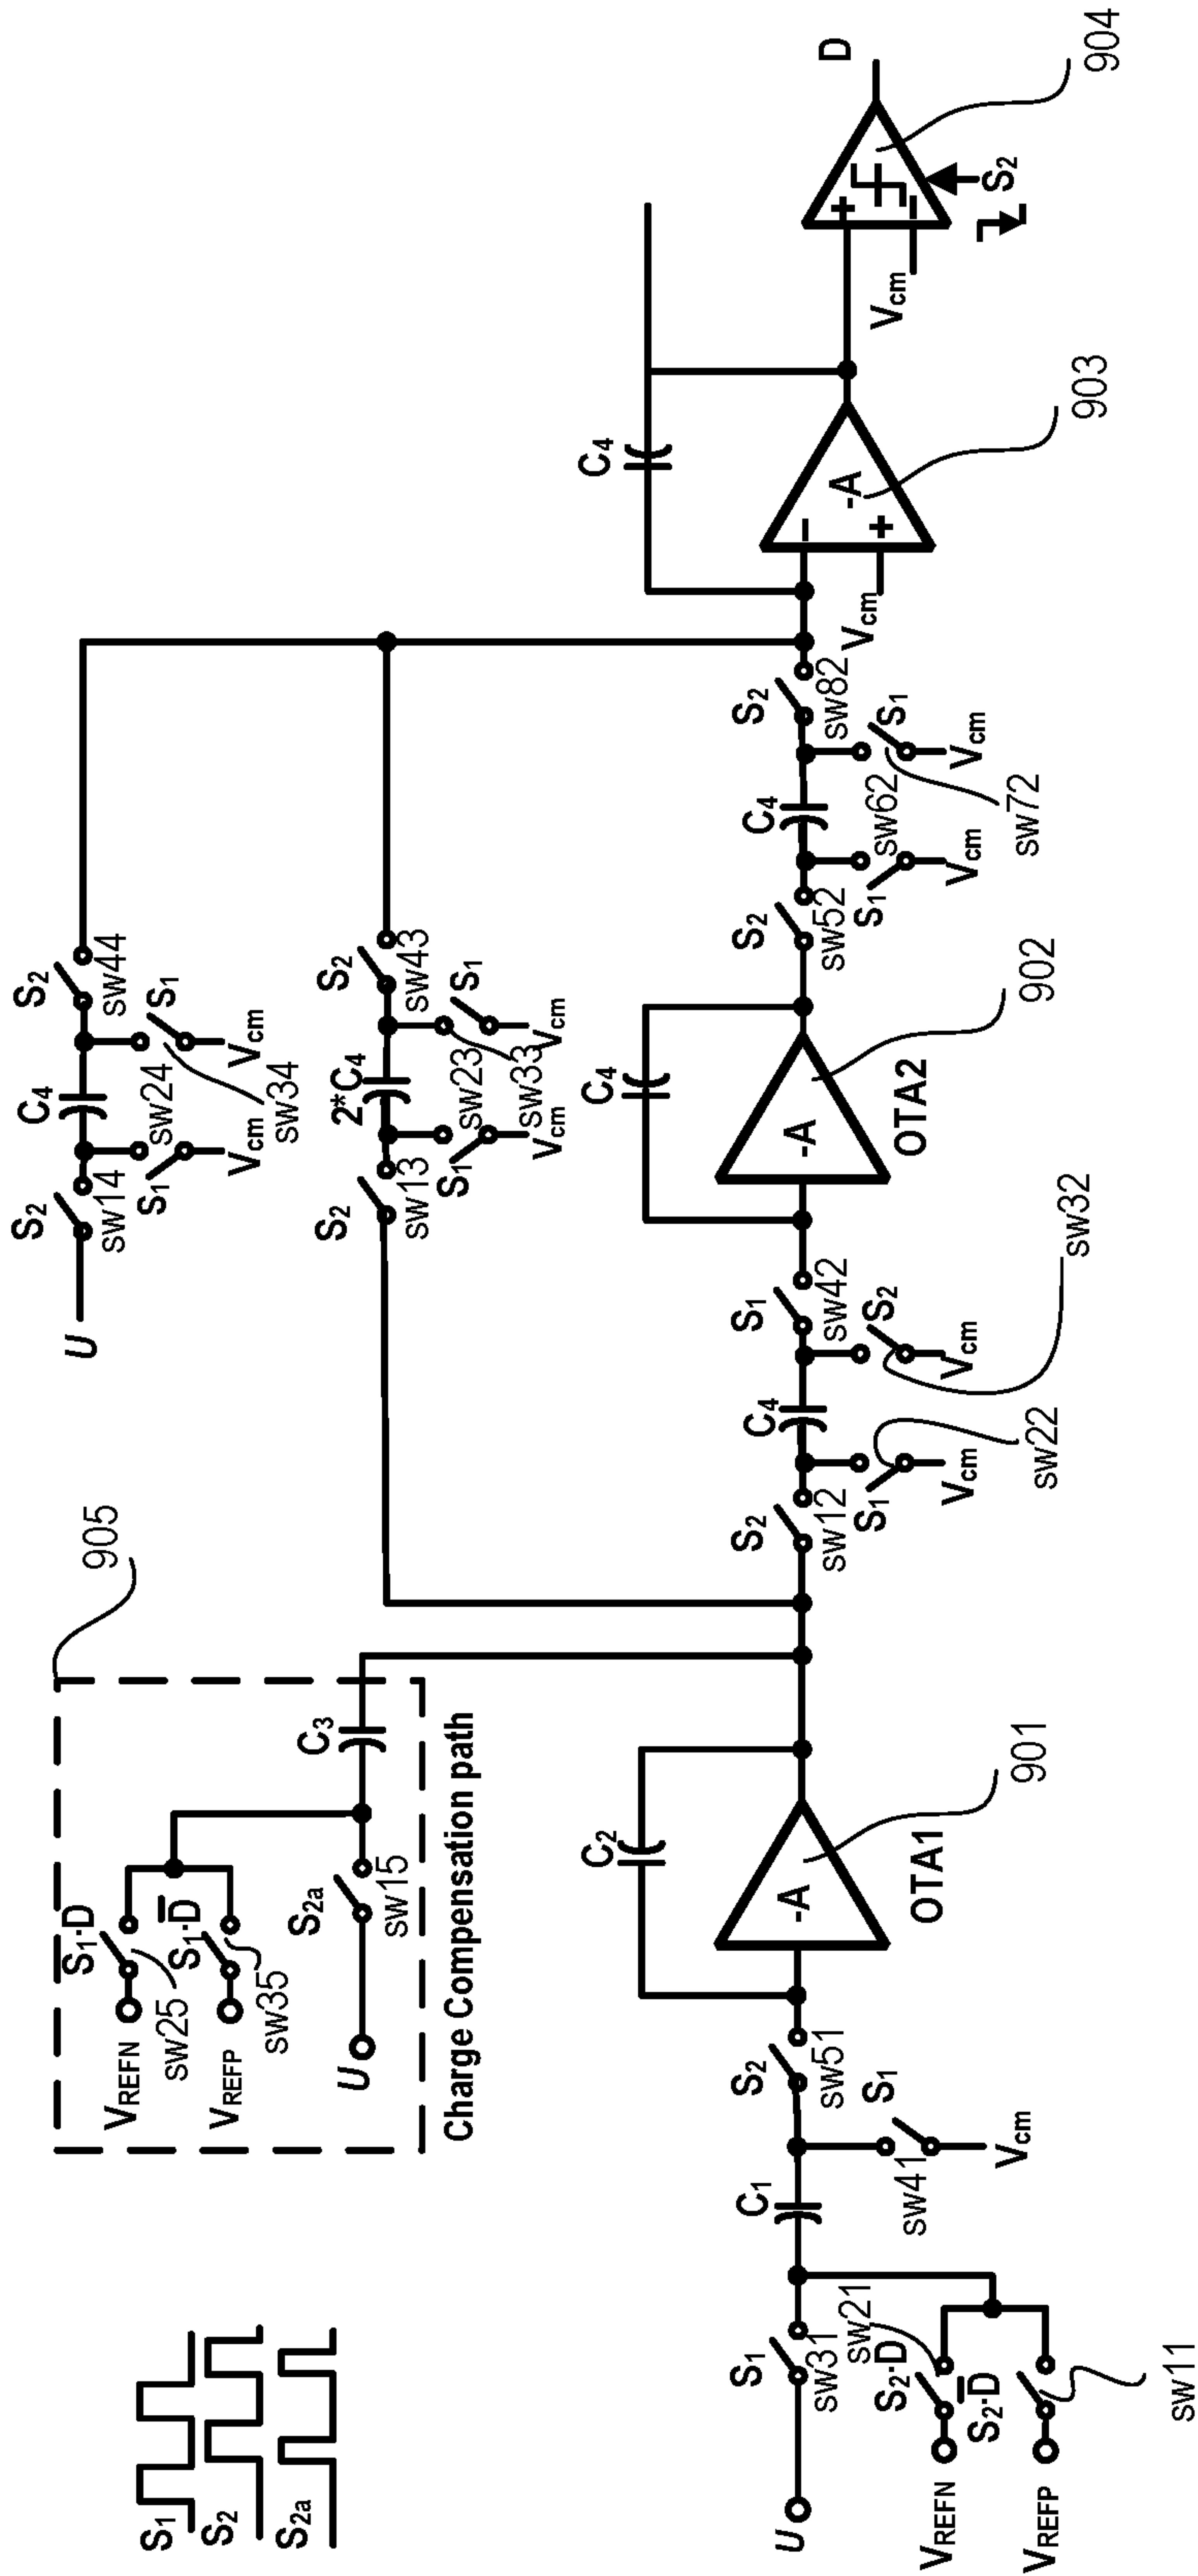 S1
S2
S2a
905
S1·D
VREFN
sw25
S1·D̅
VREFP
sw35
C3
S2a
sw15
U
Charge Compensation path
U
S2
sw14
C4
S1
sw24
Vcm
S2
sw44
S1
sw34
Vcm
S2
sw13
2*C4
S1
sw23
Vcm
S2
sw43
S1
sw33
Vcm
U
S1
sw31
S2·D
sw21
VREFN
S2·D̅
VREFP
sw11
C1
S1
sw41
Vcm
S2
sw51
C2
-A
OTA1
901
S2
sw12
C4
S1
sw22
Vcm
S1
sw42
S2
sw32
Vcm
C4
-A
OTA2
902
S2
sw52
C4
S1
sw62
Vcm
S2
sw82
S1
sw72
Vcm
C4
-
+
-A
Vcm
903
+
-
Vcm
S2
D
904